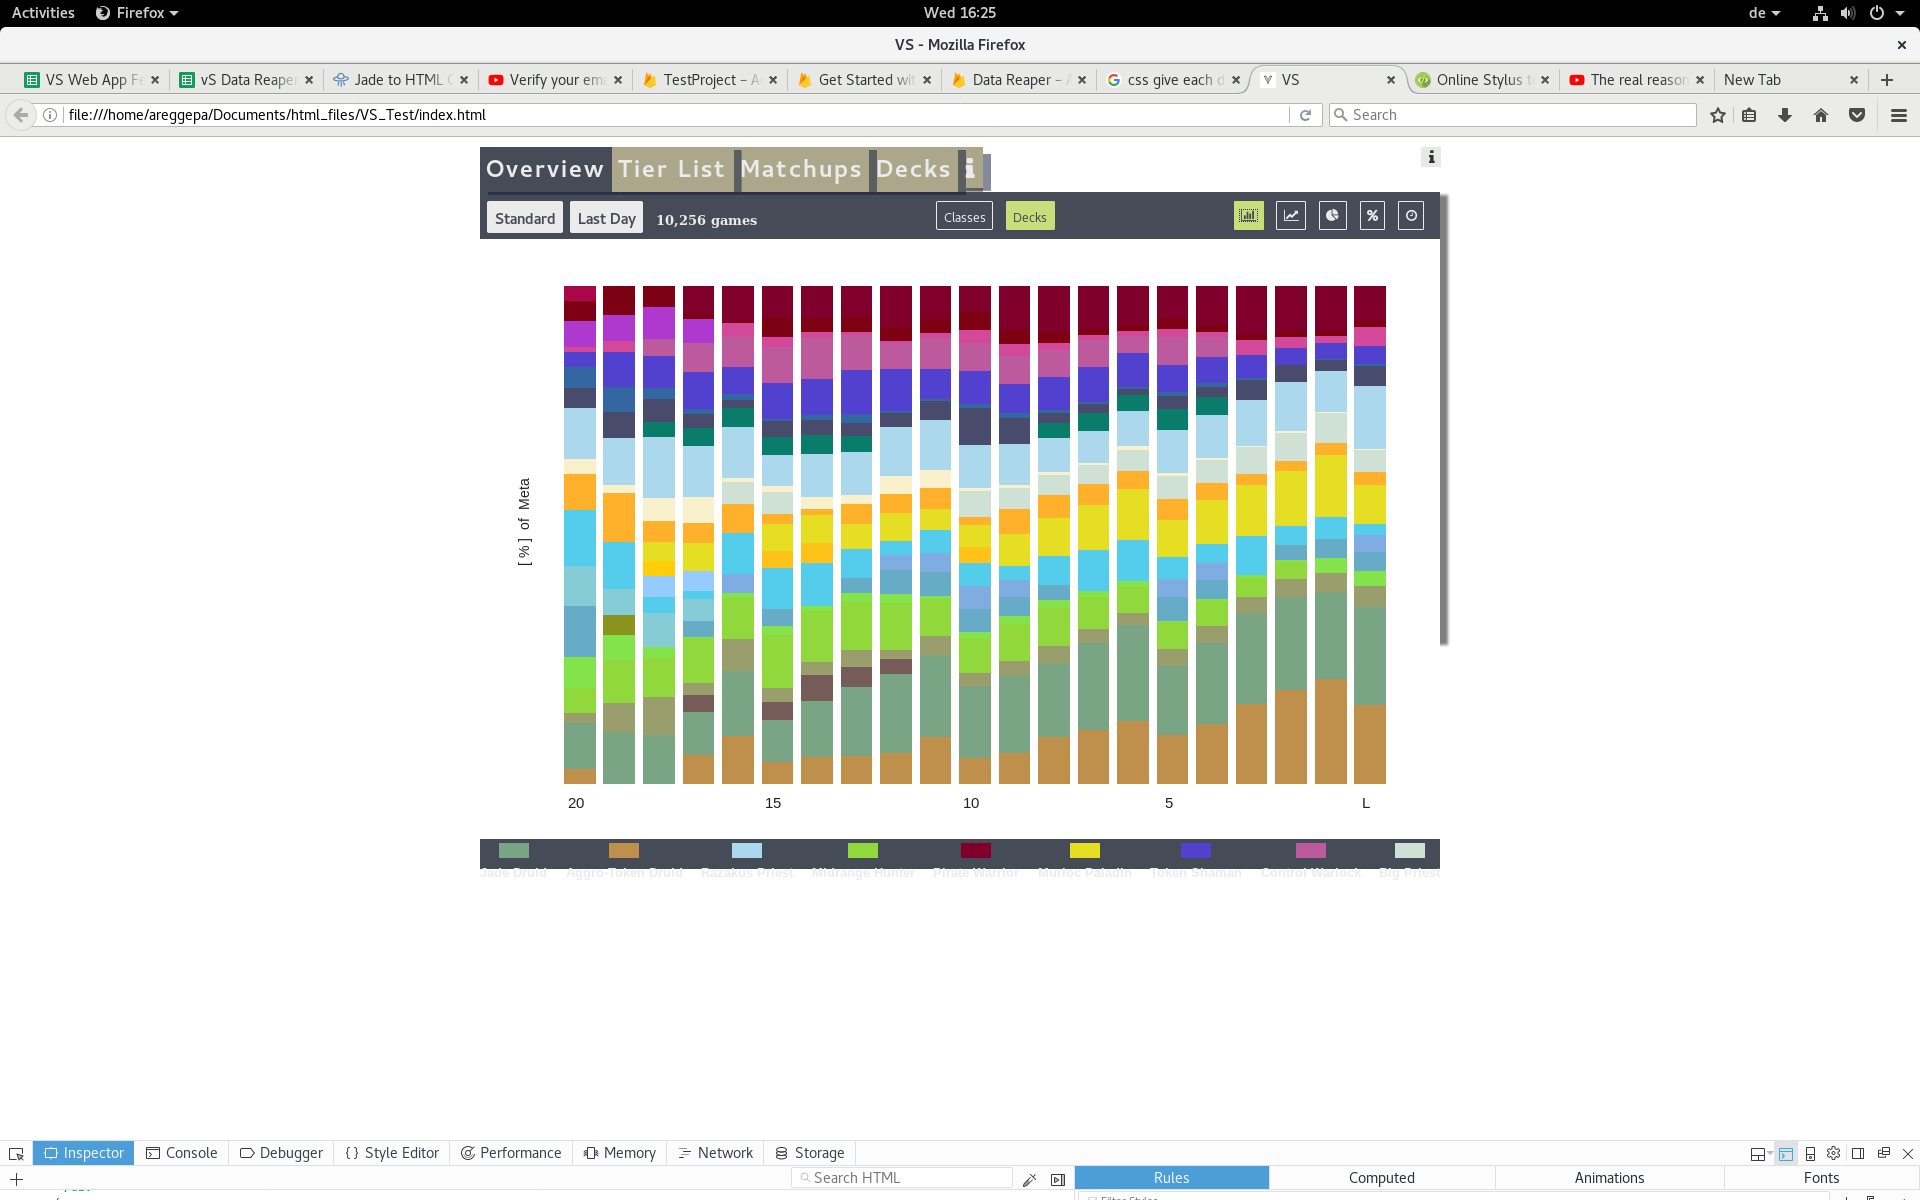 Activities Firefox Wed 16:25 de
VS - Mozilla Firefox
VS Web App Fe vS Data Reape Jade to HTML C Verify your ema TestProject – A Get Started wit Data Reaper – A css give each d VS Online Stylus t The real reason New Tab
file:///home/areggepa/Documents/html_files/VS_Test/index.html Search
Overview Tier List Matchups Decks i i
Standard Last Day 10,256 games Classes Decks %
[%] of Meta
20 15 10 5 L
Jade Druid Aggro-Token Druid Razakus Priest Midrange Hunter Pirate Warrior Murloc Paladin Token Shaman Control Warlock Big Priest
Inspector Console Debugger Style Editor Performance Memory Network Storage
Search HTML Rules Computed Animations Fonts